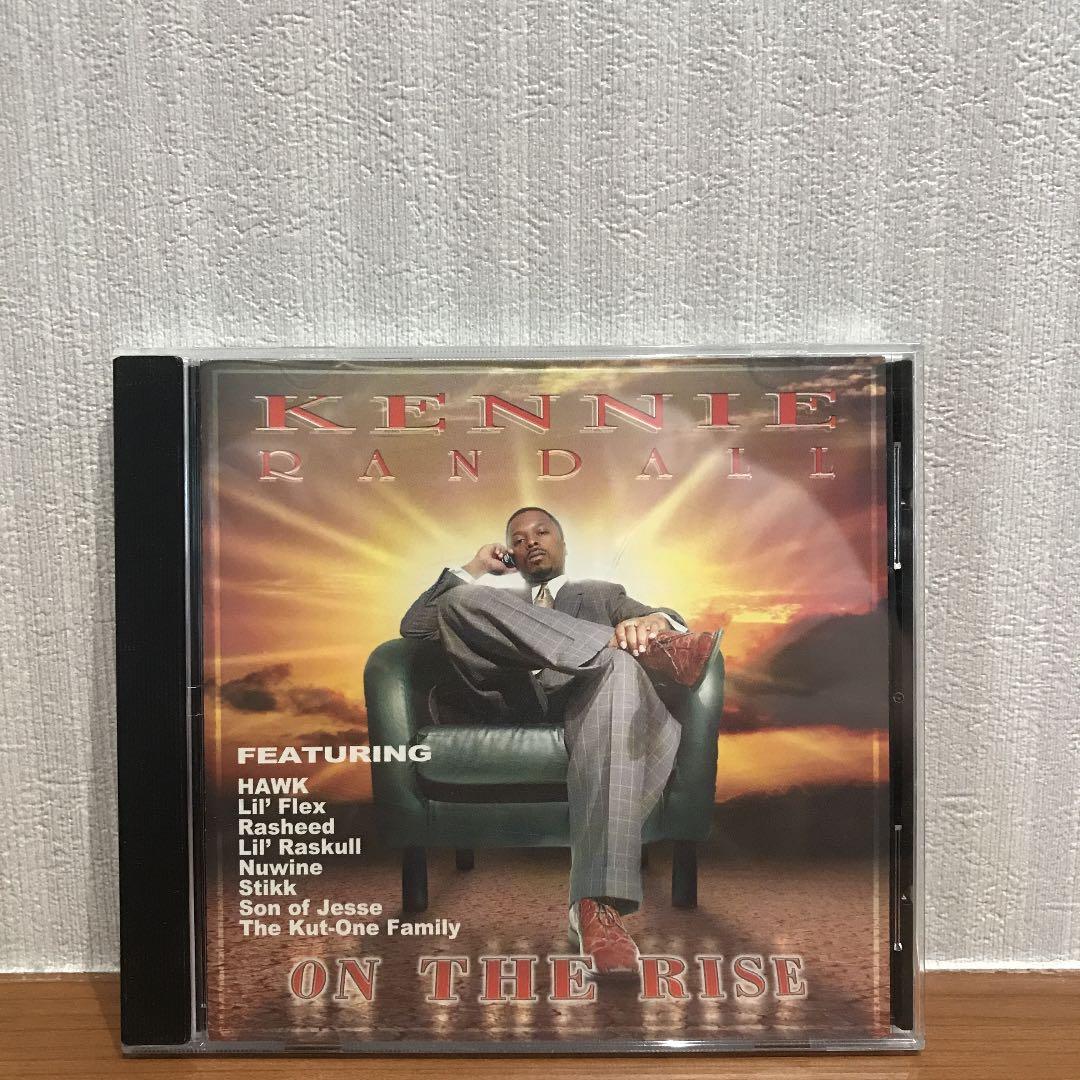 KENNIE
RANDALL
FEATURING
HAWK
Lil' Flex
Rasheed
Lil' Raskull
Nuwine
Stikk
Son of Jesse
The Kut-One Family
ON THE RISE